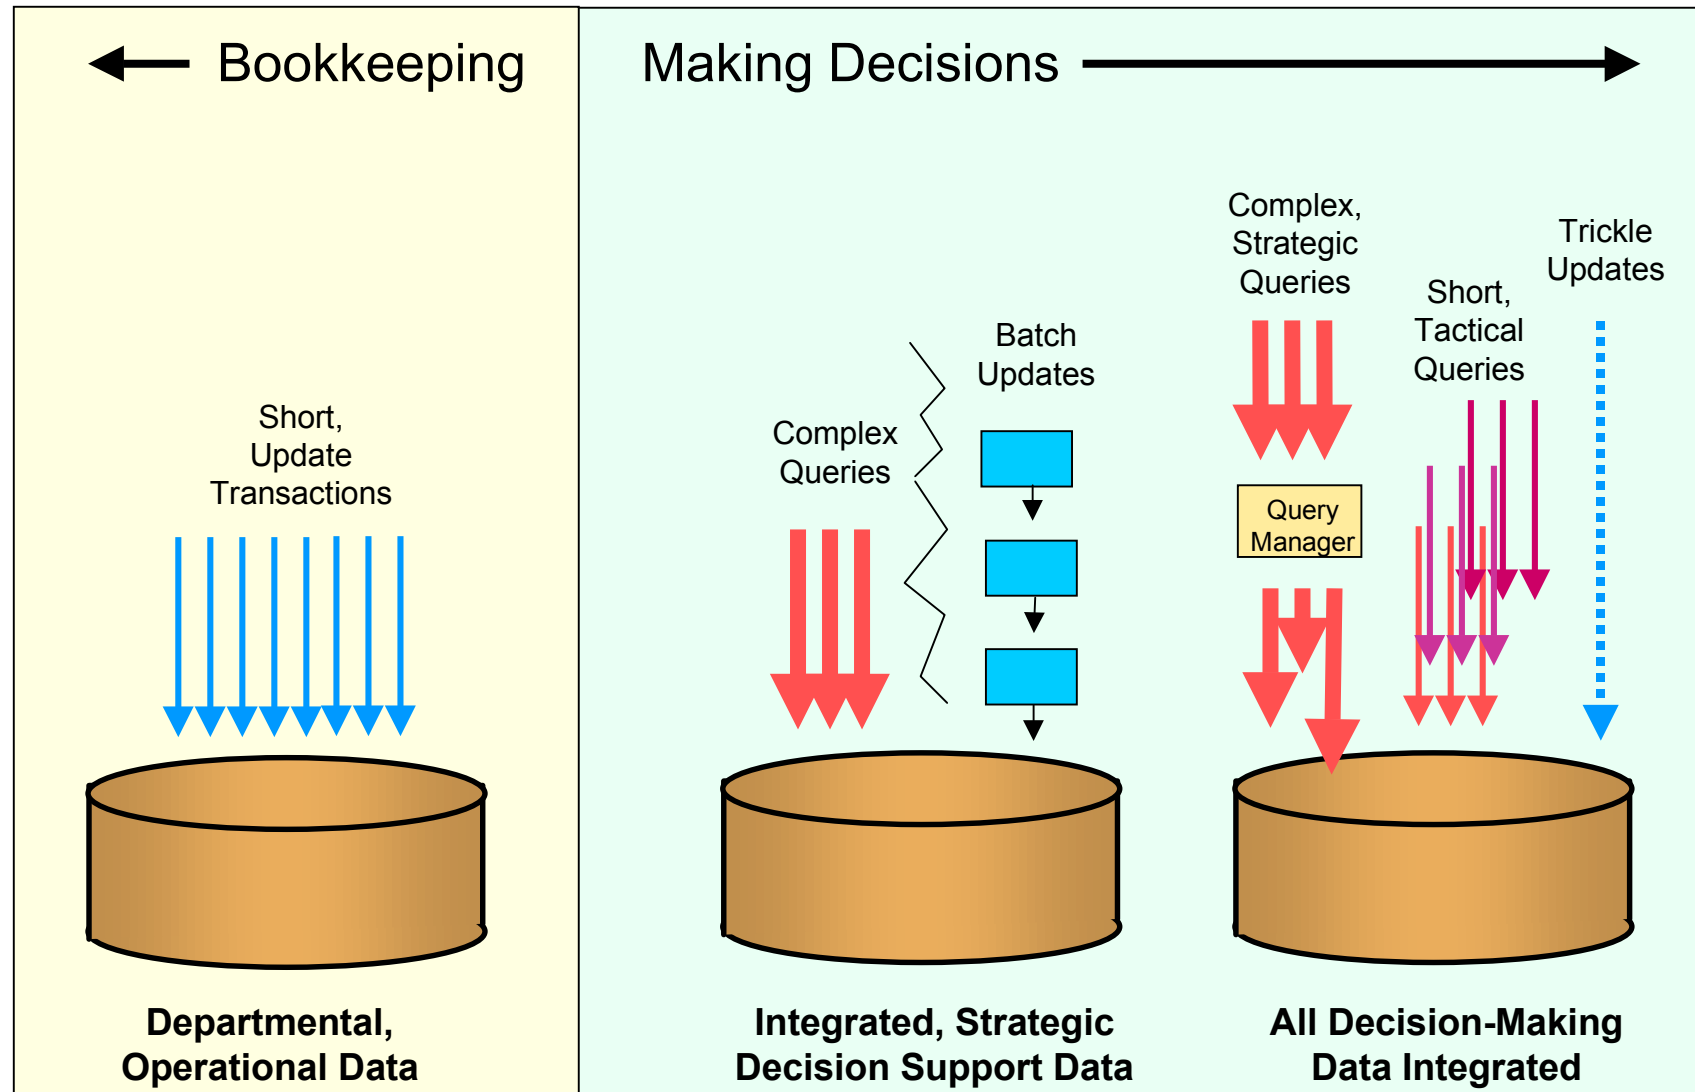 Bookkeeping
Making Decisions
Short,
Update
Transactions
Complex
Queries
Batch
Updates
Complex,
Strategic
Queries
Query
Manager
Short,
Tactical
Queries
Trickle
Updates
Departmental,
Operational Data
Integrated, Strategic
Decision Support Data
All Decision-Making
Data Integrated